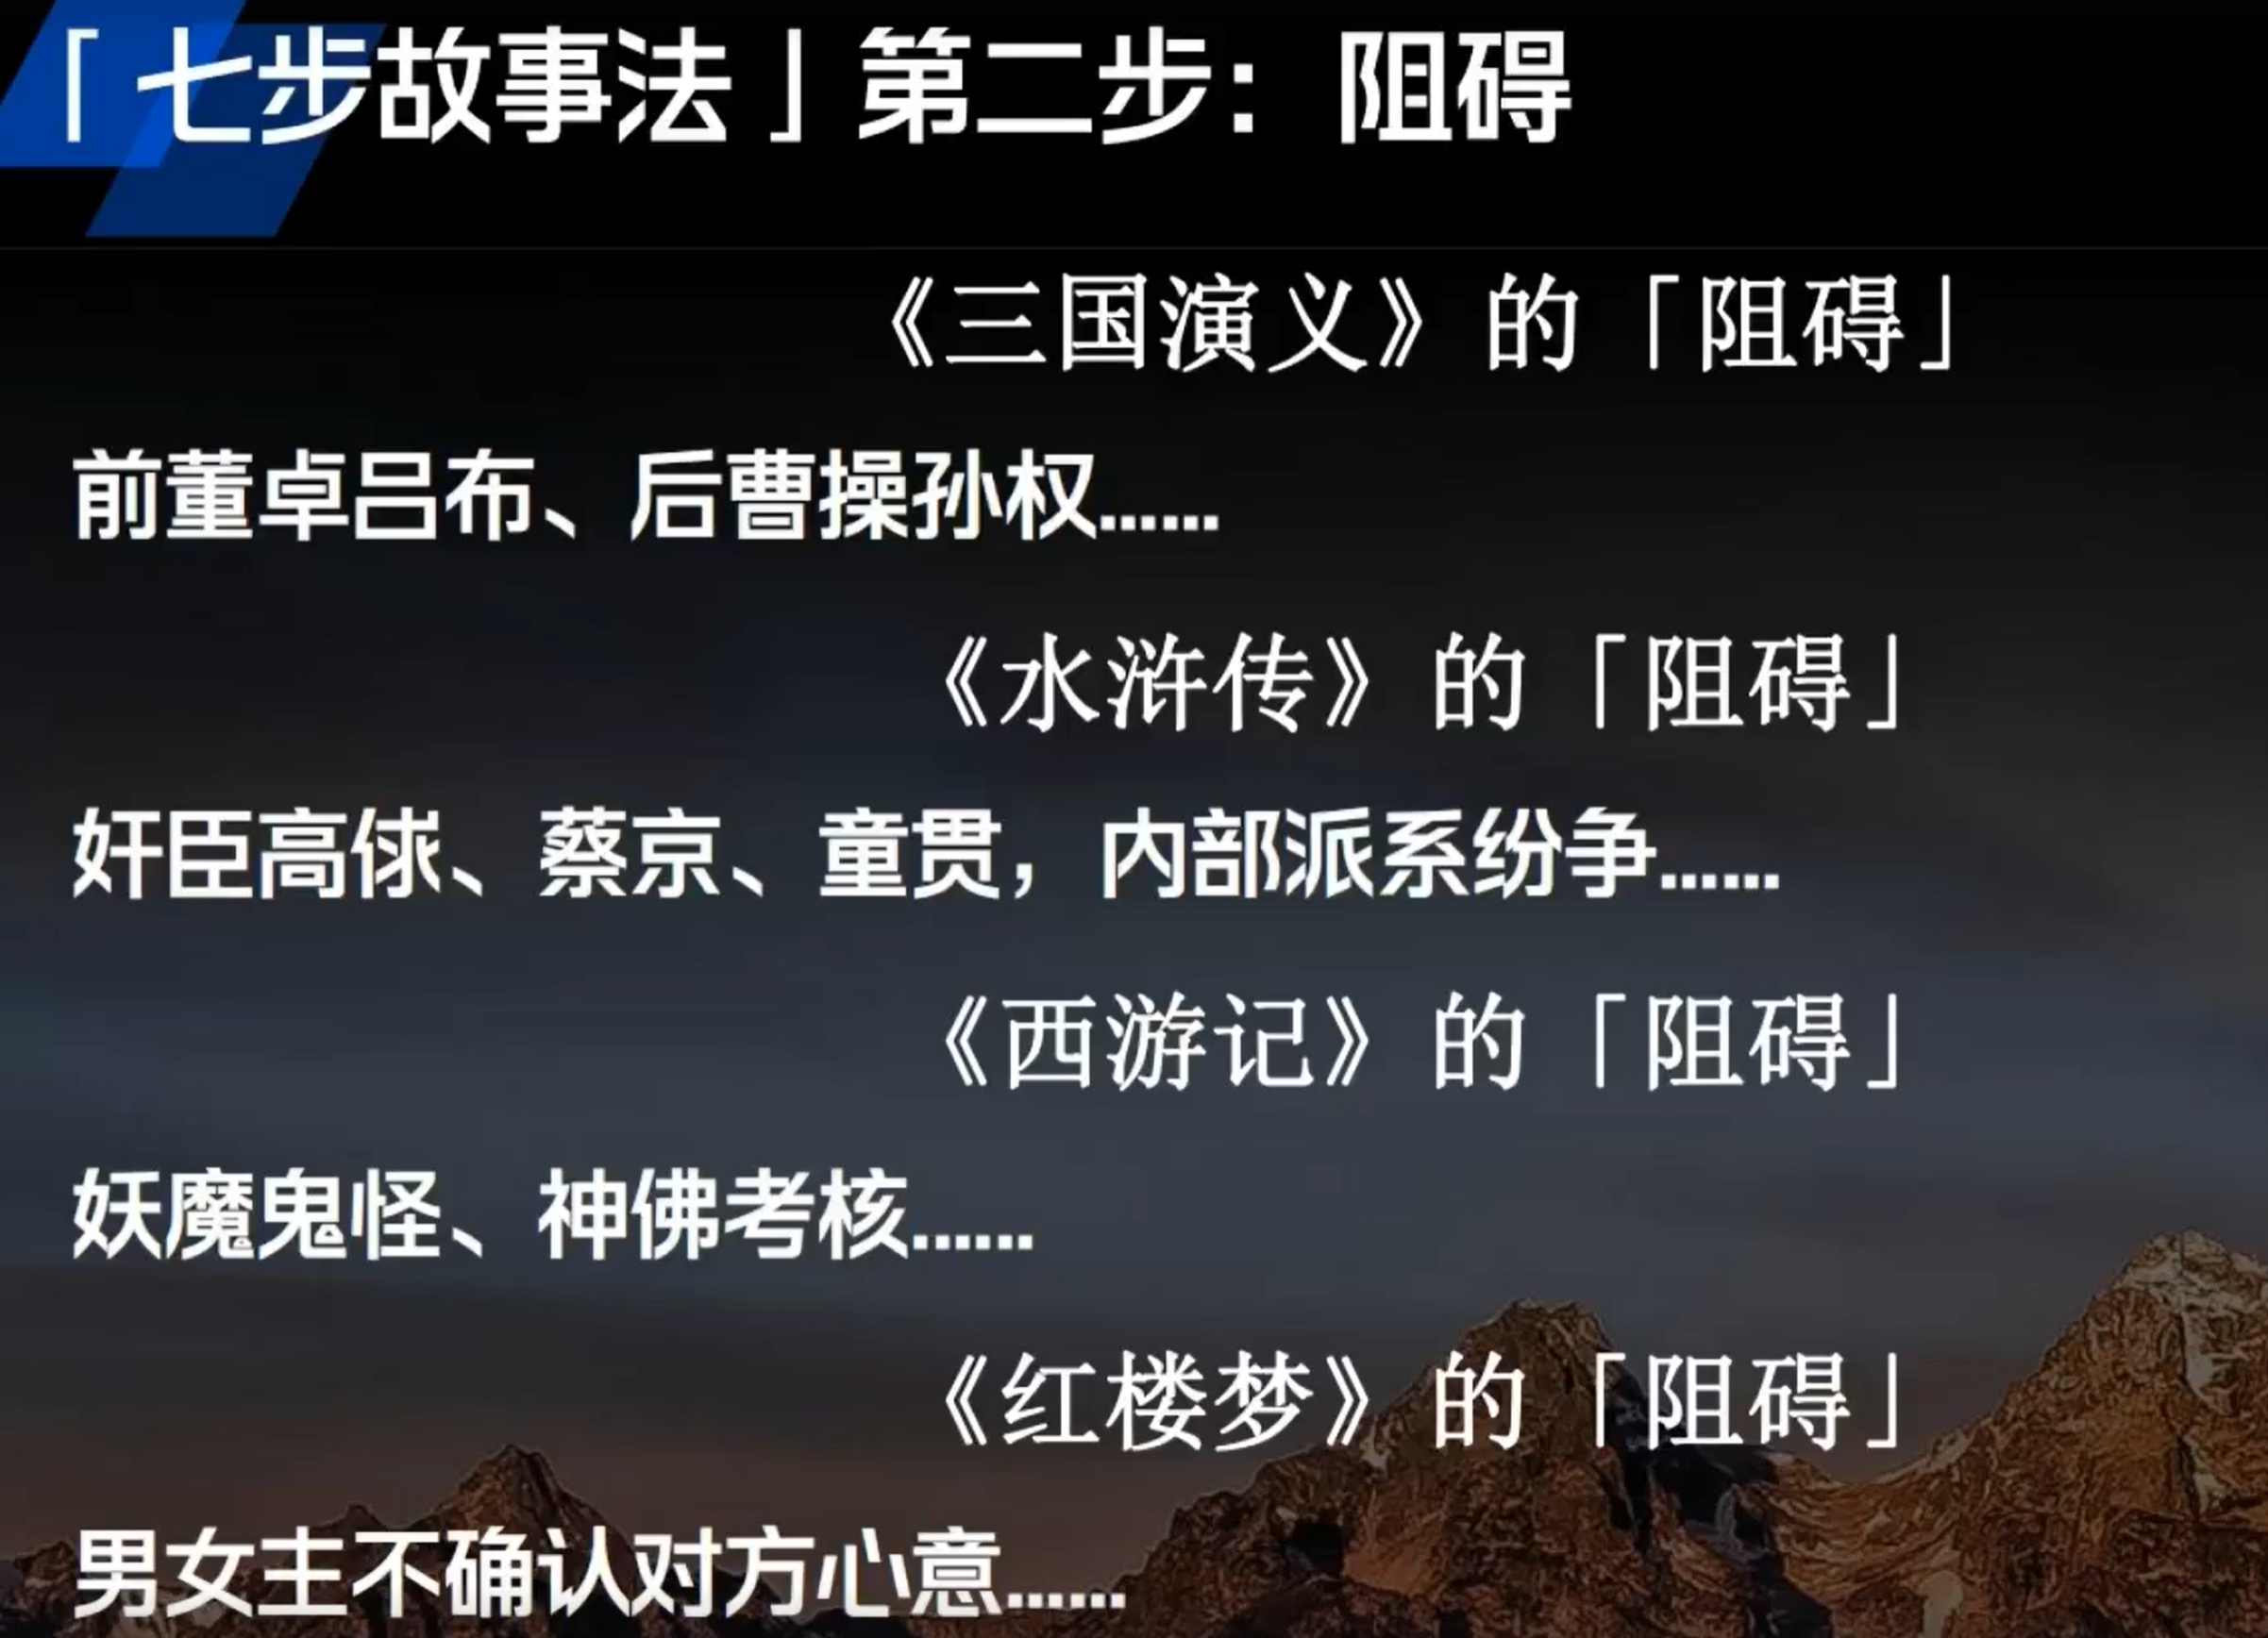 「七步故事法」第二步：阻碍
《三国演义》的「阻碍」
前董卓吕布、后曹操孙权......
《水浒传》的「阻碍」
奸臣高俅、蔡京、童贯，内部派系纷争......
《西游记》的「阻碍」
妖魔鬼怪、神佛考核......
《红楼梦》的「阻碍」
男女主不确认对方心意......